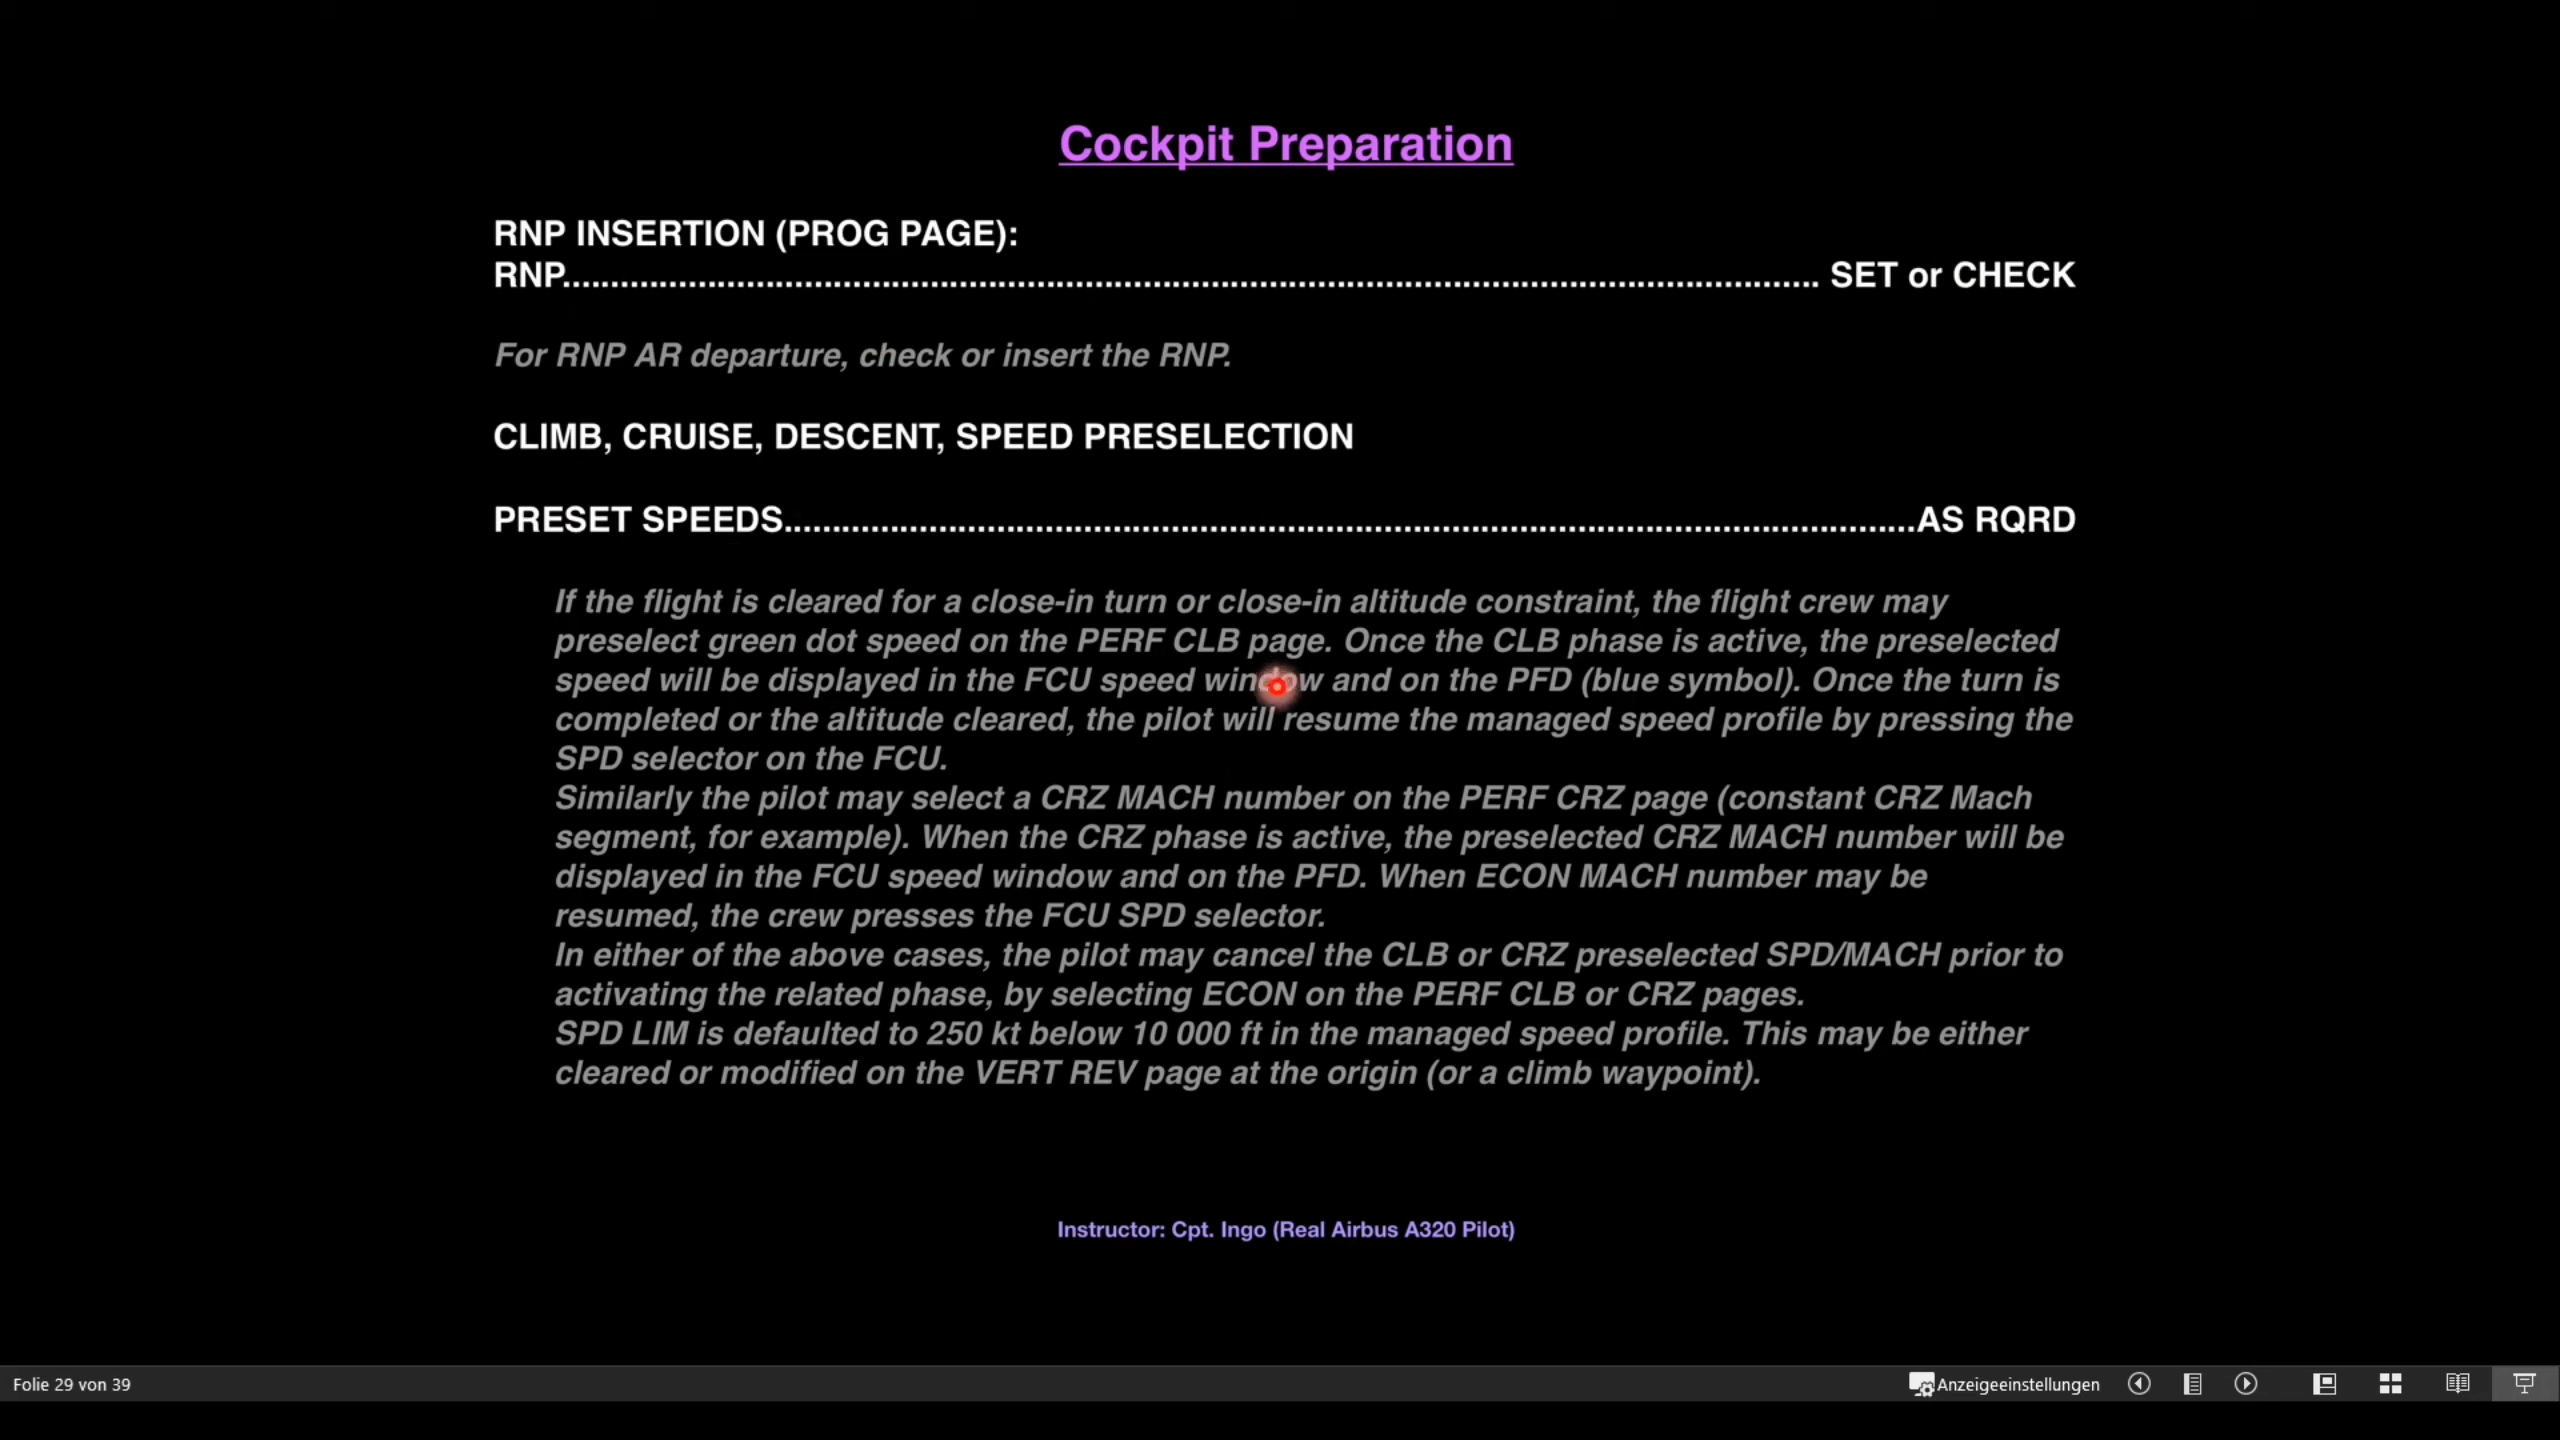 Cockpit Preparation
RNP INSERTION (PROG PAGE):
RNP.................................................................................................................................... SET or CHECK
For RNP AR departure, check or insert the RNP.
CLIMB, CRUISE, DESCENT, SPEED PRESELECTION
PRESET SPEEDS.......................................................................................................................AS RQRD
If the flight is cleared for a close-in turn or close-in altitude constraint, the flight crew may
preselect green dot speed on the PERF CLB page. Once the CLB phase is active, the preselected
speed will be displayed in the FCU speed window and on the PFD (blue symbol). Once the turn is
completed or the altitude cleared, the pilot will resume the managed speed profile by pressing the
SPD selector on the FCU.
Similarly the pilot may select a CRZ MACH number on the PERF CRZ page (constant CRZ Mach
segment, for example). When the CRZ phase is active, the preselected CRZ MACH number will be
displayed in the FCU speed window and on the PFD. When ECON MACH number may be
resumed, the crew presses the FCU SPD selector.
In either of the above cases, the pilot may cancel the CLB or CRZ preselected SPD/MACH prior to
activating the related phase, by selecting ECON on the PERF CLB or CRZ pages.
SPD LIM is defaulted to 250 kt below 10 000 ft in the managed speed profile. This may be either
cleared or modified on the VERT REV page at the origin (or a climb waypoint).
Instructor: Cpt. Ingo (Real Airbus A320 Pilot)
Folie 29 von 39
Anzeigeeinstellungen